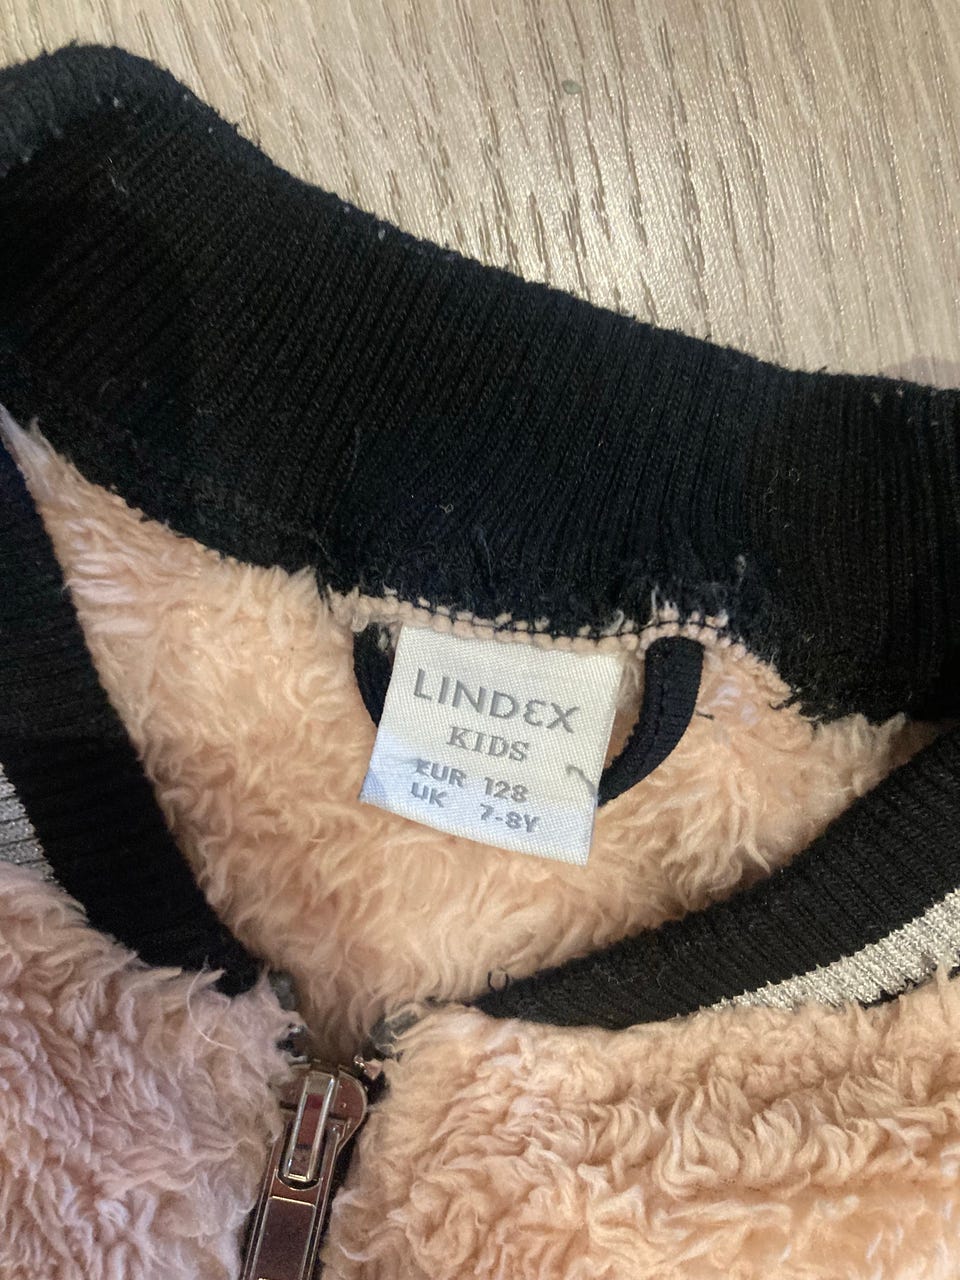 LINDEX
KIDS
EUR 128
UK 7-8Y